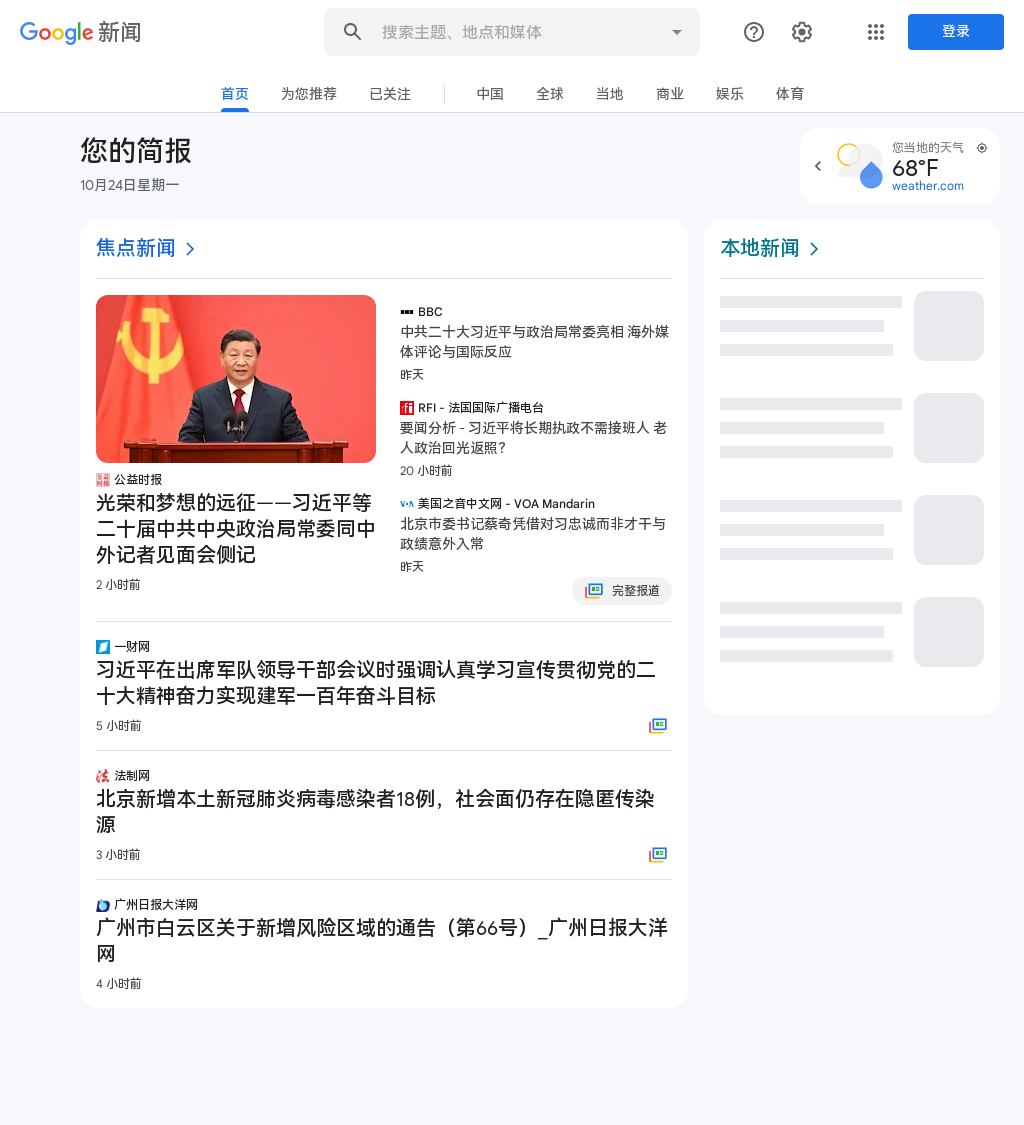 Google 新闻
搜索主题、地点和媒体
登录
首页
为您推荐
已关注
中国
全球
当地
商业
娱乐
体育
您的简报
10月24日星期一
您当地的天气
68°F
weather.com
焦点新闻
公益时报
光荣和梦想的远征——习近平等
二十届中共中央政治局常委同中
外记者见面会侧记
2 小时前
BBC
中共二十大习近平与政治局常委亮相 海外媒
体评论与国际反应
昨天
RFI - 法国国际广播电台
要闻分析 - 习近平将长期执政不需接班人 老
人政治回光返照？
20 小时前
美国之音中文网 - VOA Mandarin
北京市委书记蔡奇凭借对习忠诚而非才干与
政绩意外入常
昨天
完整报道
一财网
习近平在出席军队领导干部会议时强调认真学习宣传贯彻党的二
十大精神奋力实现建军一百年奋斗目标
5 小时前
法制网
北京新增本土新冠肺炎病毒感染者18例，社会面仍存在隐匿传染
源
3 小时前
广州日报大洋网
广州市白云区关于新增风险区域的通告（第66号）_广州日报大洋
网
4 小时前
本地新闻